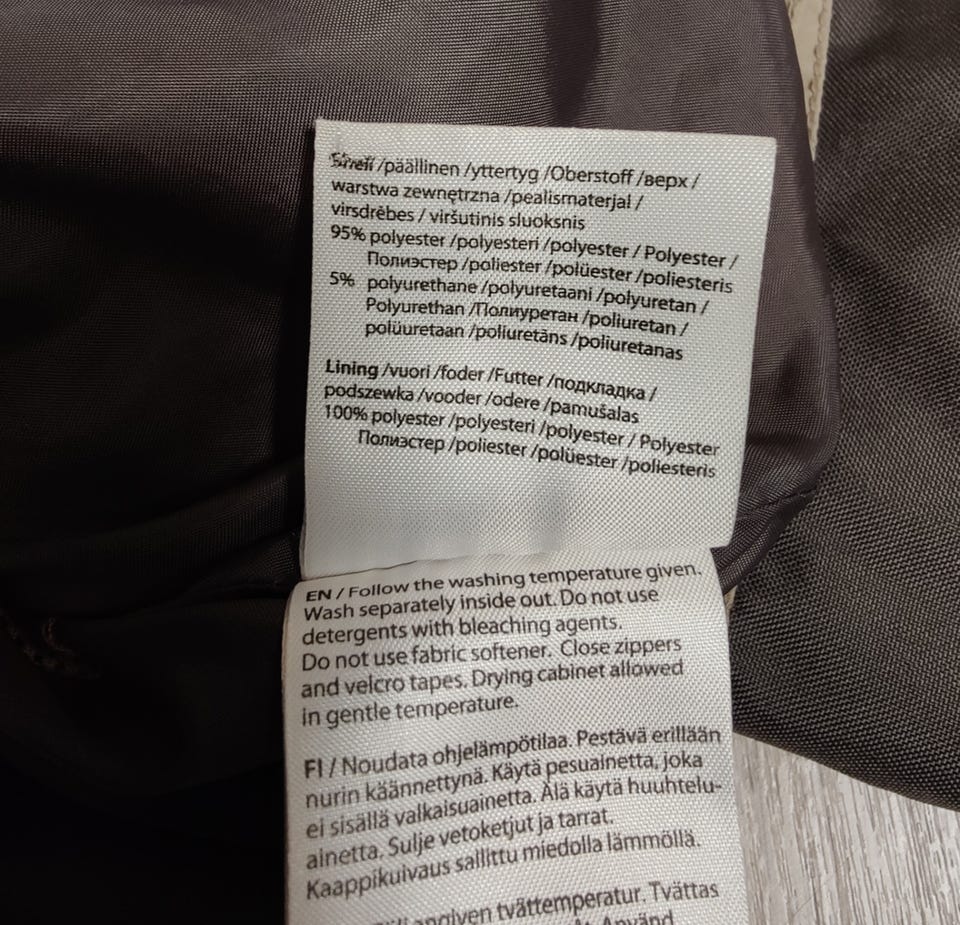 Shell /päällinen /yttertyg /Oberstoff /верх /
warstwa zewnętrzna /pealismaterjal /
virsdrēbes / viršutinis sluoksnis
95% polyester /polyesteri /polyester / Polyester /
Полиэстер /poliester /polüester /poliesteris
5% polyurethane /polyuretaani /polyuretan /
Polyurethan /Полиуретан /poliuretan /
polüuretaan /poliuretāns /poliuretanas
Lining /vuori /foder /Futter /подкладка /
podszewka /vooder /odere /pamušalas
100% polyester /polyesteri /polyester / Polyester
Полиэстер /poliester /polüester /poliesteris
EN / Follow the washing temperature given.
Wash separately inside out. Do not use
detergents with bleaching agents.
Do not use fabric softener. Close zippers
and velcro tapes. Drying cabinet allowed
in gentle temperature.
FI / Noudata ohjelämpötilaa. Pestävä erillään
nurin käännettynä. Käytä pesuainetta, joka
ei sisällä valkaisuainetta. Älä käytä huuhtelu-
ainetta. Sulje vetoketjut ja tarrat.
Kaappikuivaus sallittu miedolla lämmöllä.
angiven tvättemperatur. Tvättas
Använd